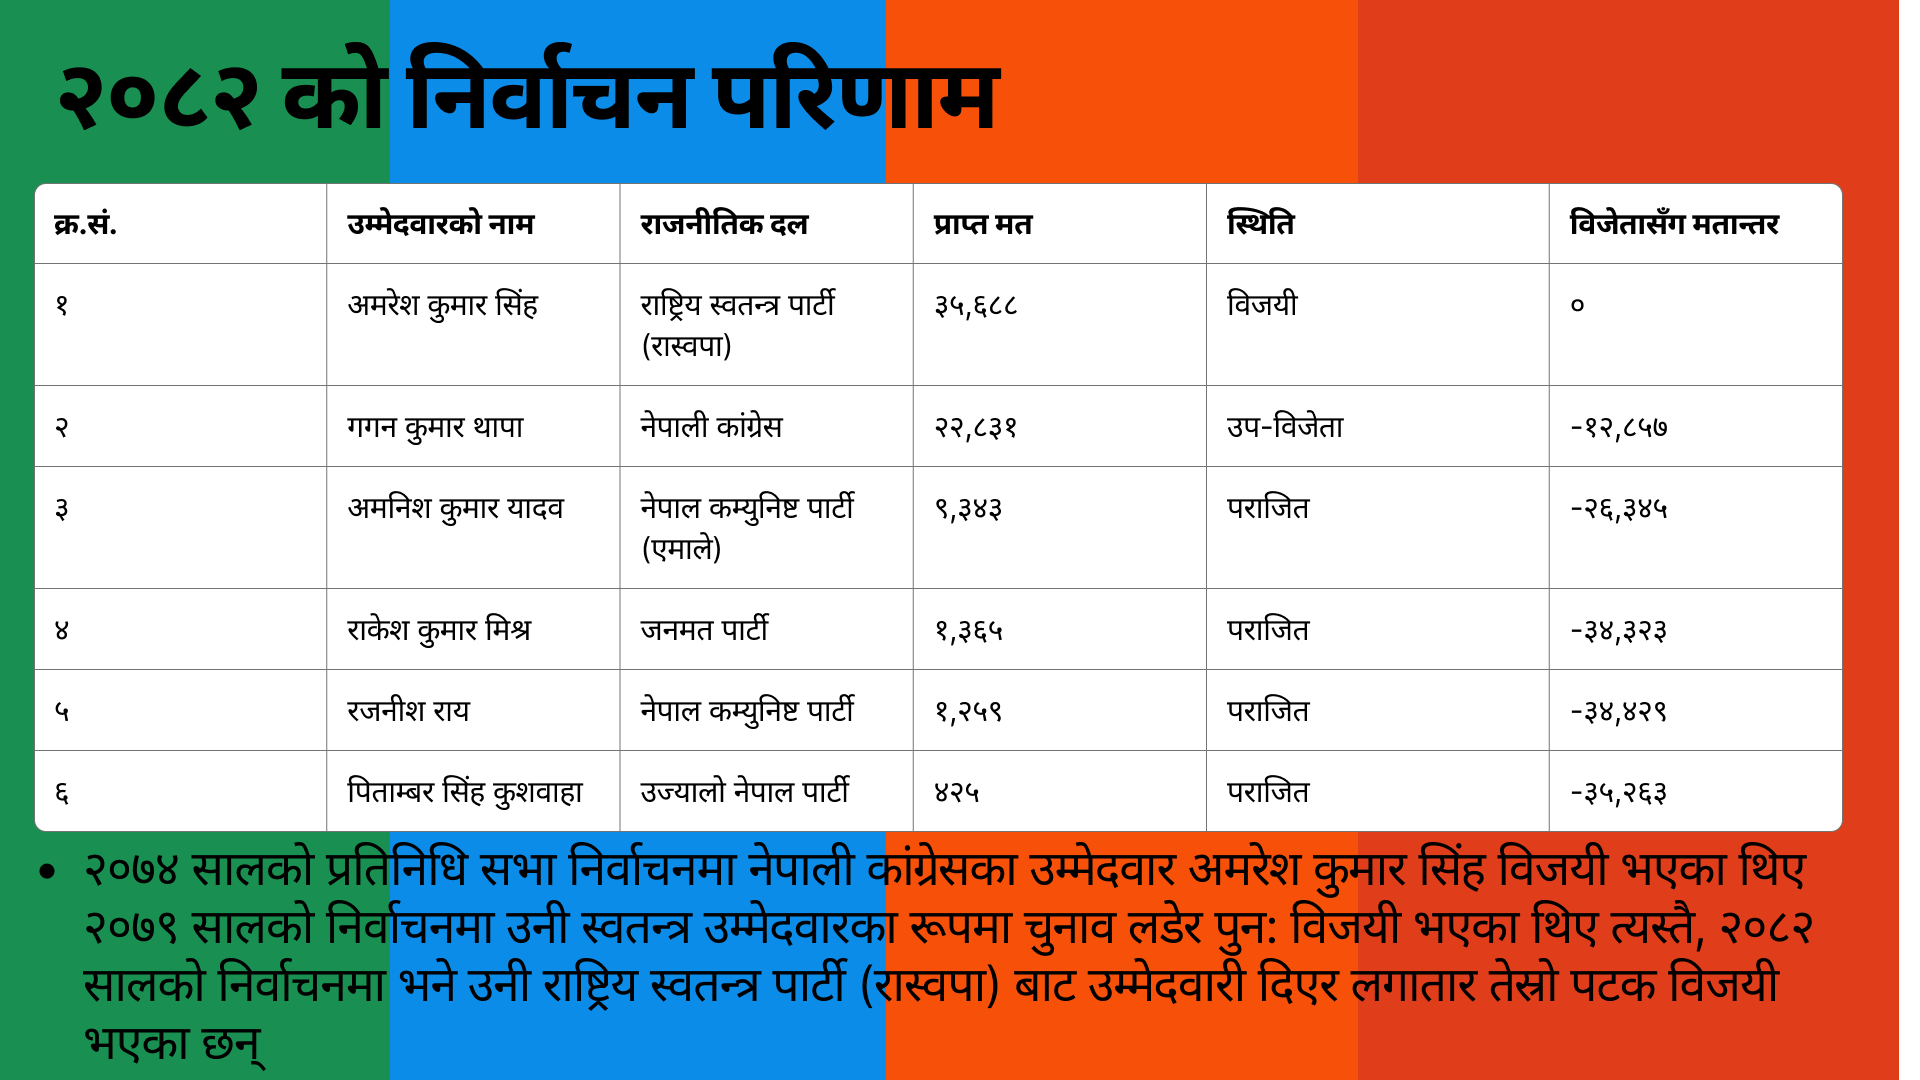 २०८२ को निर्वाचन परिणाम
क्र.सं. उम्मेदवारको नाम राजनीतिक दल प्राप्त मत स्थिति विजेतासँग मतान्तर
१ अमरेश कुमार सिंह राष्ट्रिय स्वतन्त्र पार्टी (रास्वपा) ३५,६८८ विजयी ०
२ गगन कुमार थापा नेपाली कांग्रेस २२,८३१ उप-विजेता -१२,८५७
३ अमनिश कुमार यादव नेपाल कम्युनिष्ट पार्टी (एमाले) ९,३४३ पराजित -२६,३४५
४ राकेश कुमार मिश्र जनमत पार्टी १,३६५ पराजित -३४,३२३
५ रजनीश राय नेपाल कम्युनिष्ट पार्टी १,२५९ पराजित -३४,४२९
६ पिताम्बर सिंह कुशवाहा उज्यालो नेपाल पार्टी ४२५ पराजित -३५,२६३
• २०७४ सालको प्रतिनिधि सभा निर्वाचनमा नेपाली कांग्रेसका उम्मेदवार अमरेश कुमार सिंह विजयी भएका थिए
२०७९ सालको निर्वाचनमा उनी स्वतन्त्र उम्मेदवारका रूपमा चुनाव लडेर पुन: विजयी भएका थिए त्यस्तै, २०८२
सालको निर्वाचनमा भने उनी राष्ट्रिय स्वतन्त्र पार्टी (रास्वपा) बाट उम्मेदवारी दिएर लगातार तेस्रो पटक विजयी
भएका छन्